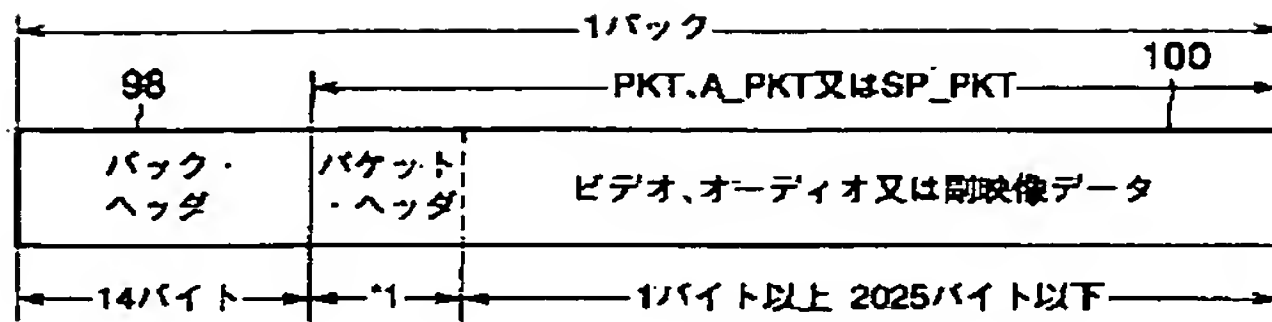 1パック
98
PKT、A_PKT又はSP_PKT
100
パック・
ヘッダ
パケット
・ヘッダ
ビデオ、オーディオ又は副映像データ
14バイト
*1
1バイト以上 2025バイト以下